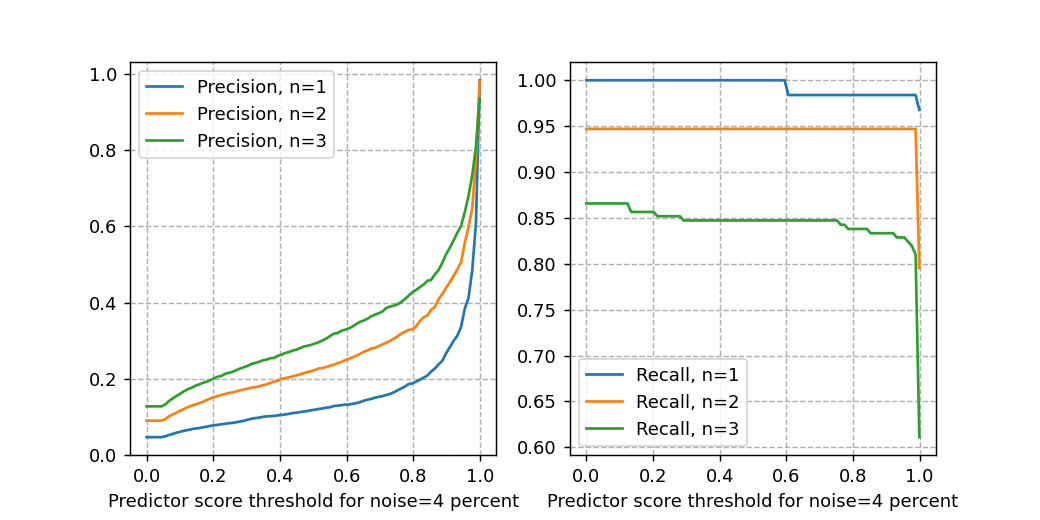 1.0
0.8
0.6
0.4
0.2
0.0
0.0 0.2 0.4 0.6 0.8 1.0
Precision, n=1
Precision, n=2
Precision, n=3
Predictor score threshold for noise=4 percent
1.00
0.95
0.90
0.85
0.80
0.75
0.70
0.65
0.60
0.0 0.2 0.4 0.6 0.8 1.0
Recall, n=1
Recall, n=2
Recall, n=3
Predictor score threshold for noise=4 percent